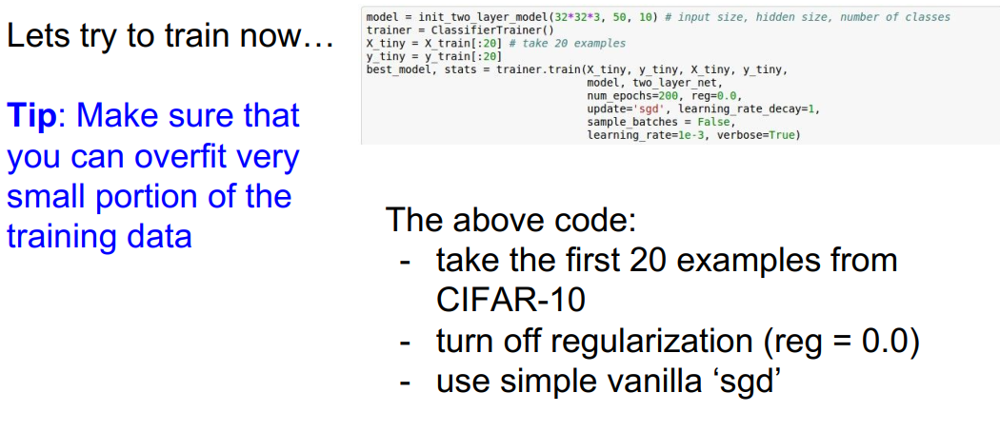 Lets try to train now…
Tip: Make sure that
you can overfit very
small portion of the
training data
model = init_two_layer_model(32*32*3, 50, 10) # input size, hidden size, number of classes
trainer = ClassifierTrainer()
X_tiny = X_train[:20] # take 20 examples
y_tiny = y_train[:20]
best_model, stats = trainer.train(X_tiny, y_tiny, X_tiny, y_tiny,
model, two_layer_net,
num_epochs=200, reg=0.0,
update='sgd', learning_rate_decay=1,
sample_batches = False,
learning_rate=1e-3, verbose=True)
The above code:
- take the first 20 examples from
CIFAR-10
- turn off regularization (reg = 0.0)
- use simple vanilla ‘sgd’